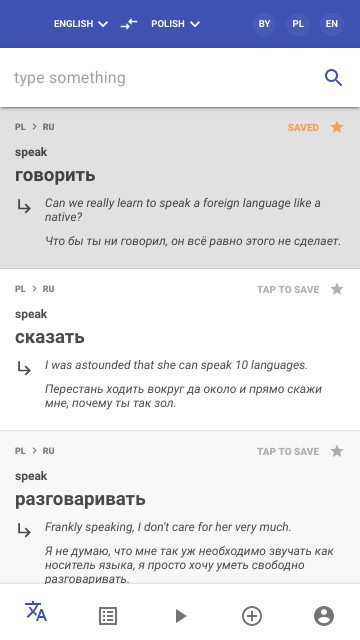 ENGLISH POLISH BY PL EN
type something
PL > RU SAVED
speak
говорить
Can we really learn to speak a foreign language like a
native?
Что бы ты ни говорил, он всё равно этого не сделает.
PL > RU TAP TO SAVE
speak
сказать
I was astounded that she can speak 10 languages.
Перестань ходить вокруг да около и прямо скажи
мне, почему ты так зол.
PL > RU TAP TO SAVE
speak
разговаривать
Frankly speaking, I don't care for her very much.
Я не думаю, что мне так уж необходимо звучать как
носитель языка, я просто хочу уметь свободно
разговаривать.